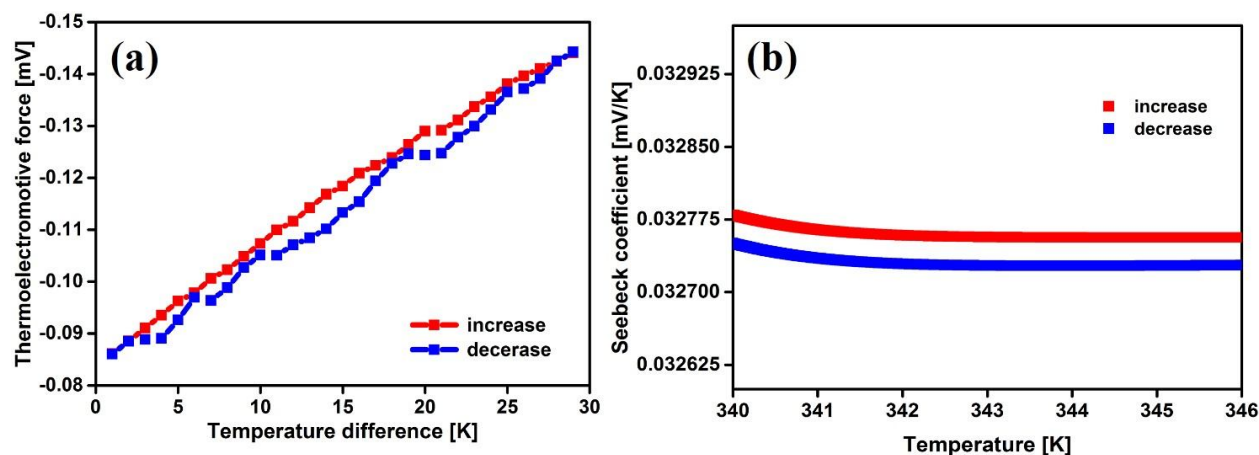 (a)
Thermoelectromotive force [mV]
-0.15
-0.14
-0.13
-0.12
-0.11
-0.10
-0.09
-0.08
increase
decerase
0 5 10 15 20 25 30
Temperature difference [K]
(b)
Seebeck coefficient [mV/K]
0.032925
0.032850
0.032775
0.032700
0.032625
increase
decrease
340 341 342 343 344 345 346
Temperature [K]